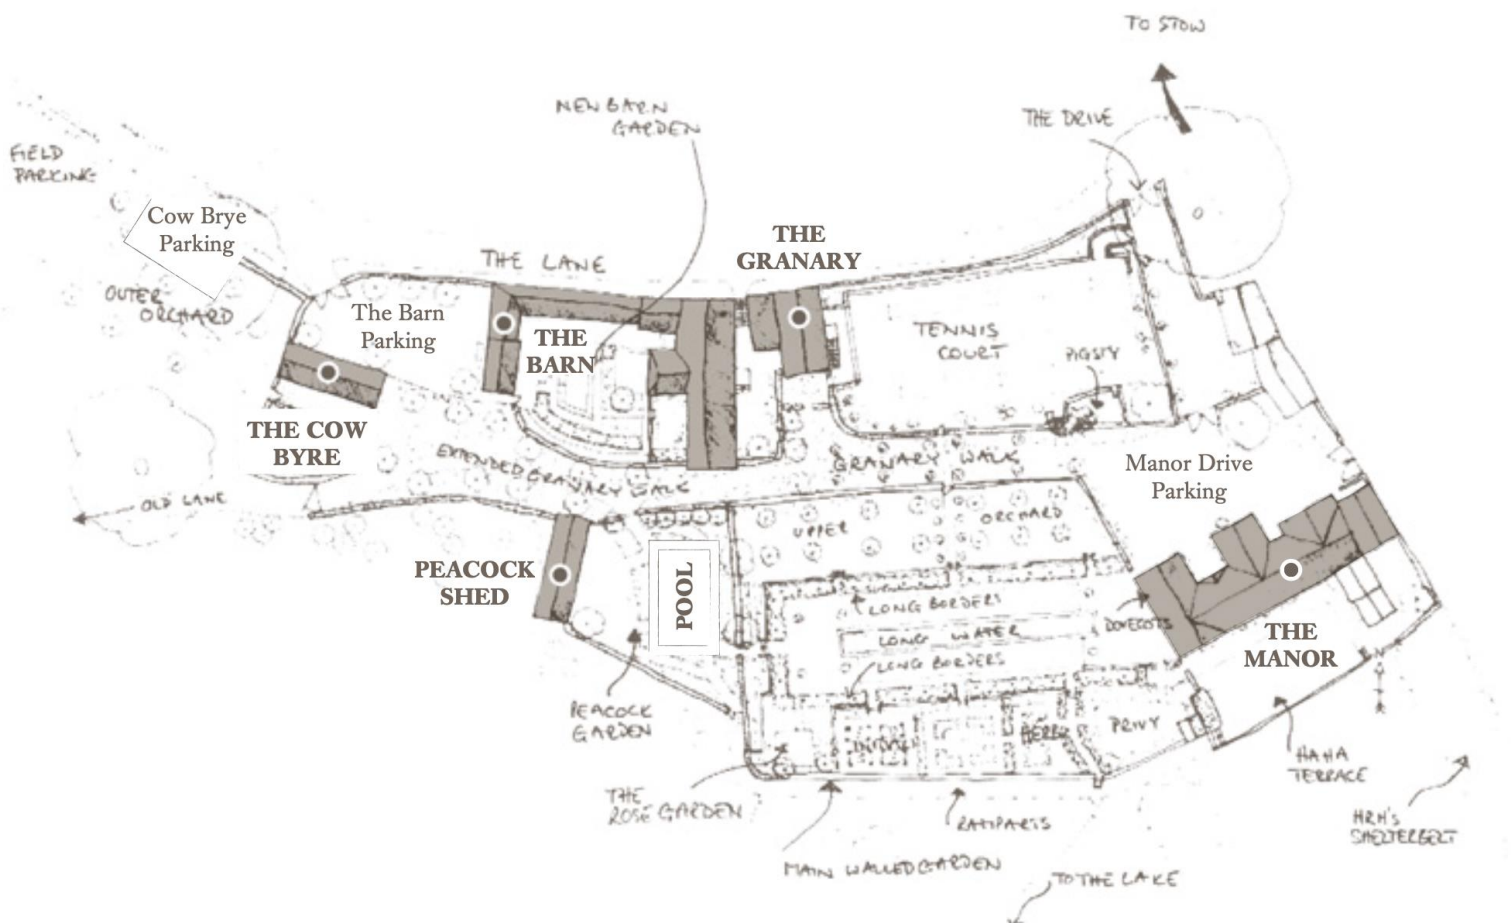 TO STOW
NEW BARN
GARDEN
THE DRIVE
FIELD
PARKING
Cow Brye
Parking
THE
GRANARY
THE LANE
OUTER
ORCHARD
The Barn
Parking
THE
BARN
TENNIS
COURT
PIGSTY
THE COW
BYRE
EXTENDED GRANARY WALK
GRANARY WALK
Manor Drive
Parking
OLD LANE
UPPER
ORCHARD
PEACOCK
SHED
POOL
LONG BORDERS
LONG WATER
LONG BORDERS
DOVECOTS
THE
MANOR
PEACOCK
GARDEN
PRIVY
HAHA
TERRACE
THE
ROSE GARDEN
RAMPARTS
HRH'S
SHELTERBELT
MAIN WALLED GARDEN
TO THE LAKE